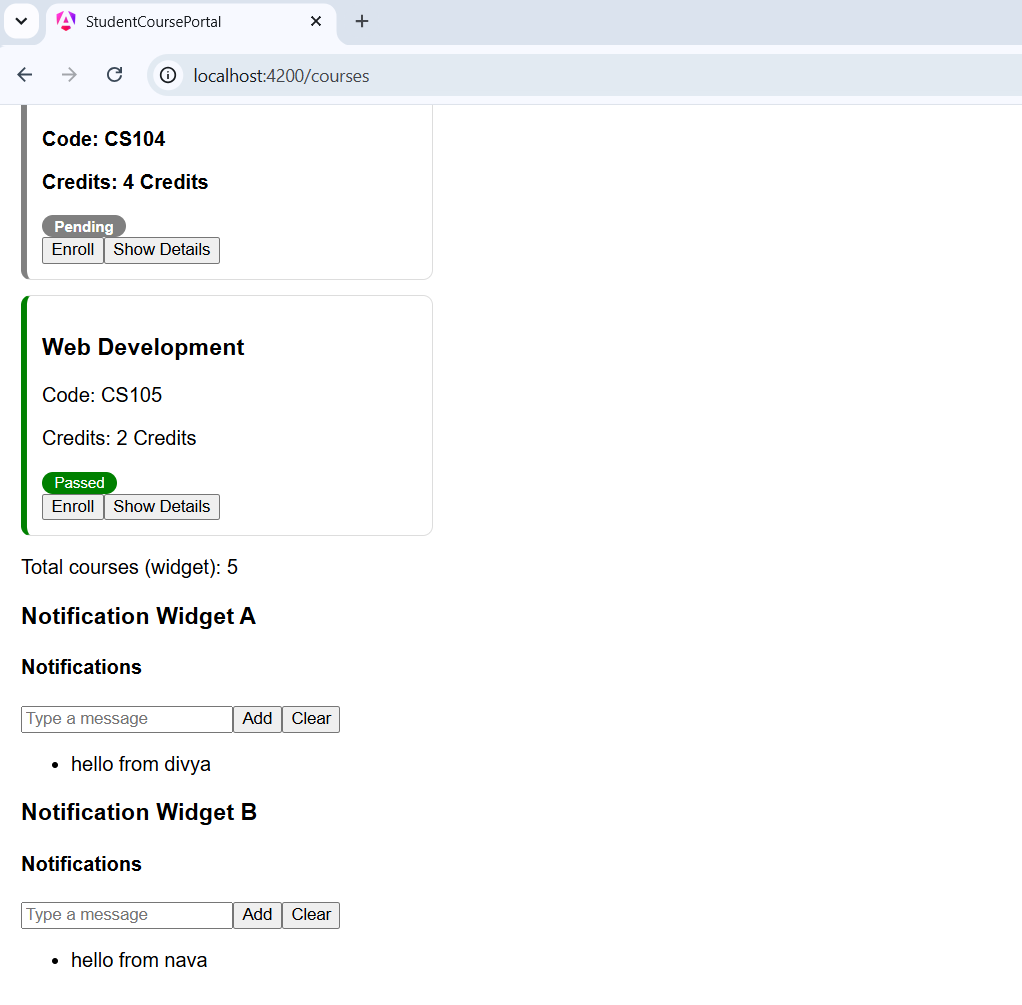 StudentCoursePortal
localhost:4200/courses
Code: CS104
Credits: 4 Credits
Pending
Enroll Show Details
Web Development
Code: CS105
Credits: 2 Credits
Passed
Enroll Show Details
Total courses (widget): 5
Notification Widget A
Notifications
Type a message Add Clear
hello from divya
Notification Widget B
Notifications
Type a message Add Clear
hello from nava